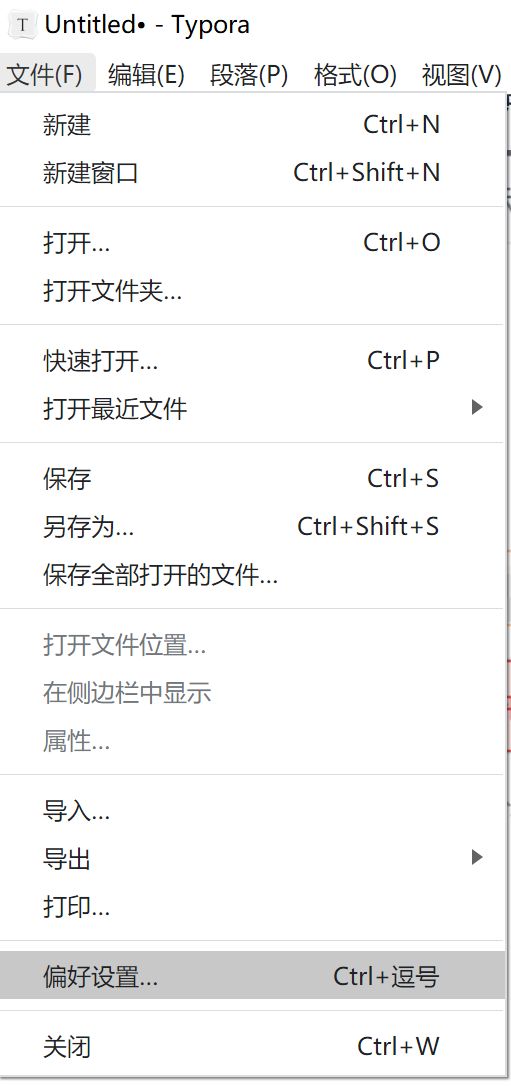 T Untitled• - Typora
文件(F) 编辑(E) 段落(P) 格式(O) 视图(V)
新建 Ctrl+N
新建窗口 Ctrl+Shift+N
打开... Ctrl+O
打开文件夹...
快速打开... Ctrl+P
打开最近文件
保存 Ctrl+S
另存为... Ctrl+Shift+S
保存全部打开的文件...
打开文件位置...
在侧边栏中显示
属性...
导入...
导出
打印...
偏好设置... Ctrl+逗号
关闭 Ctrl+W